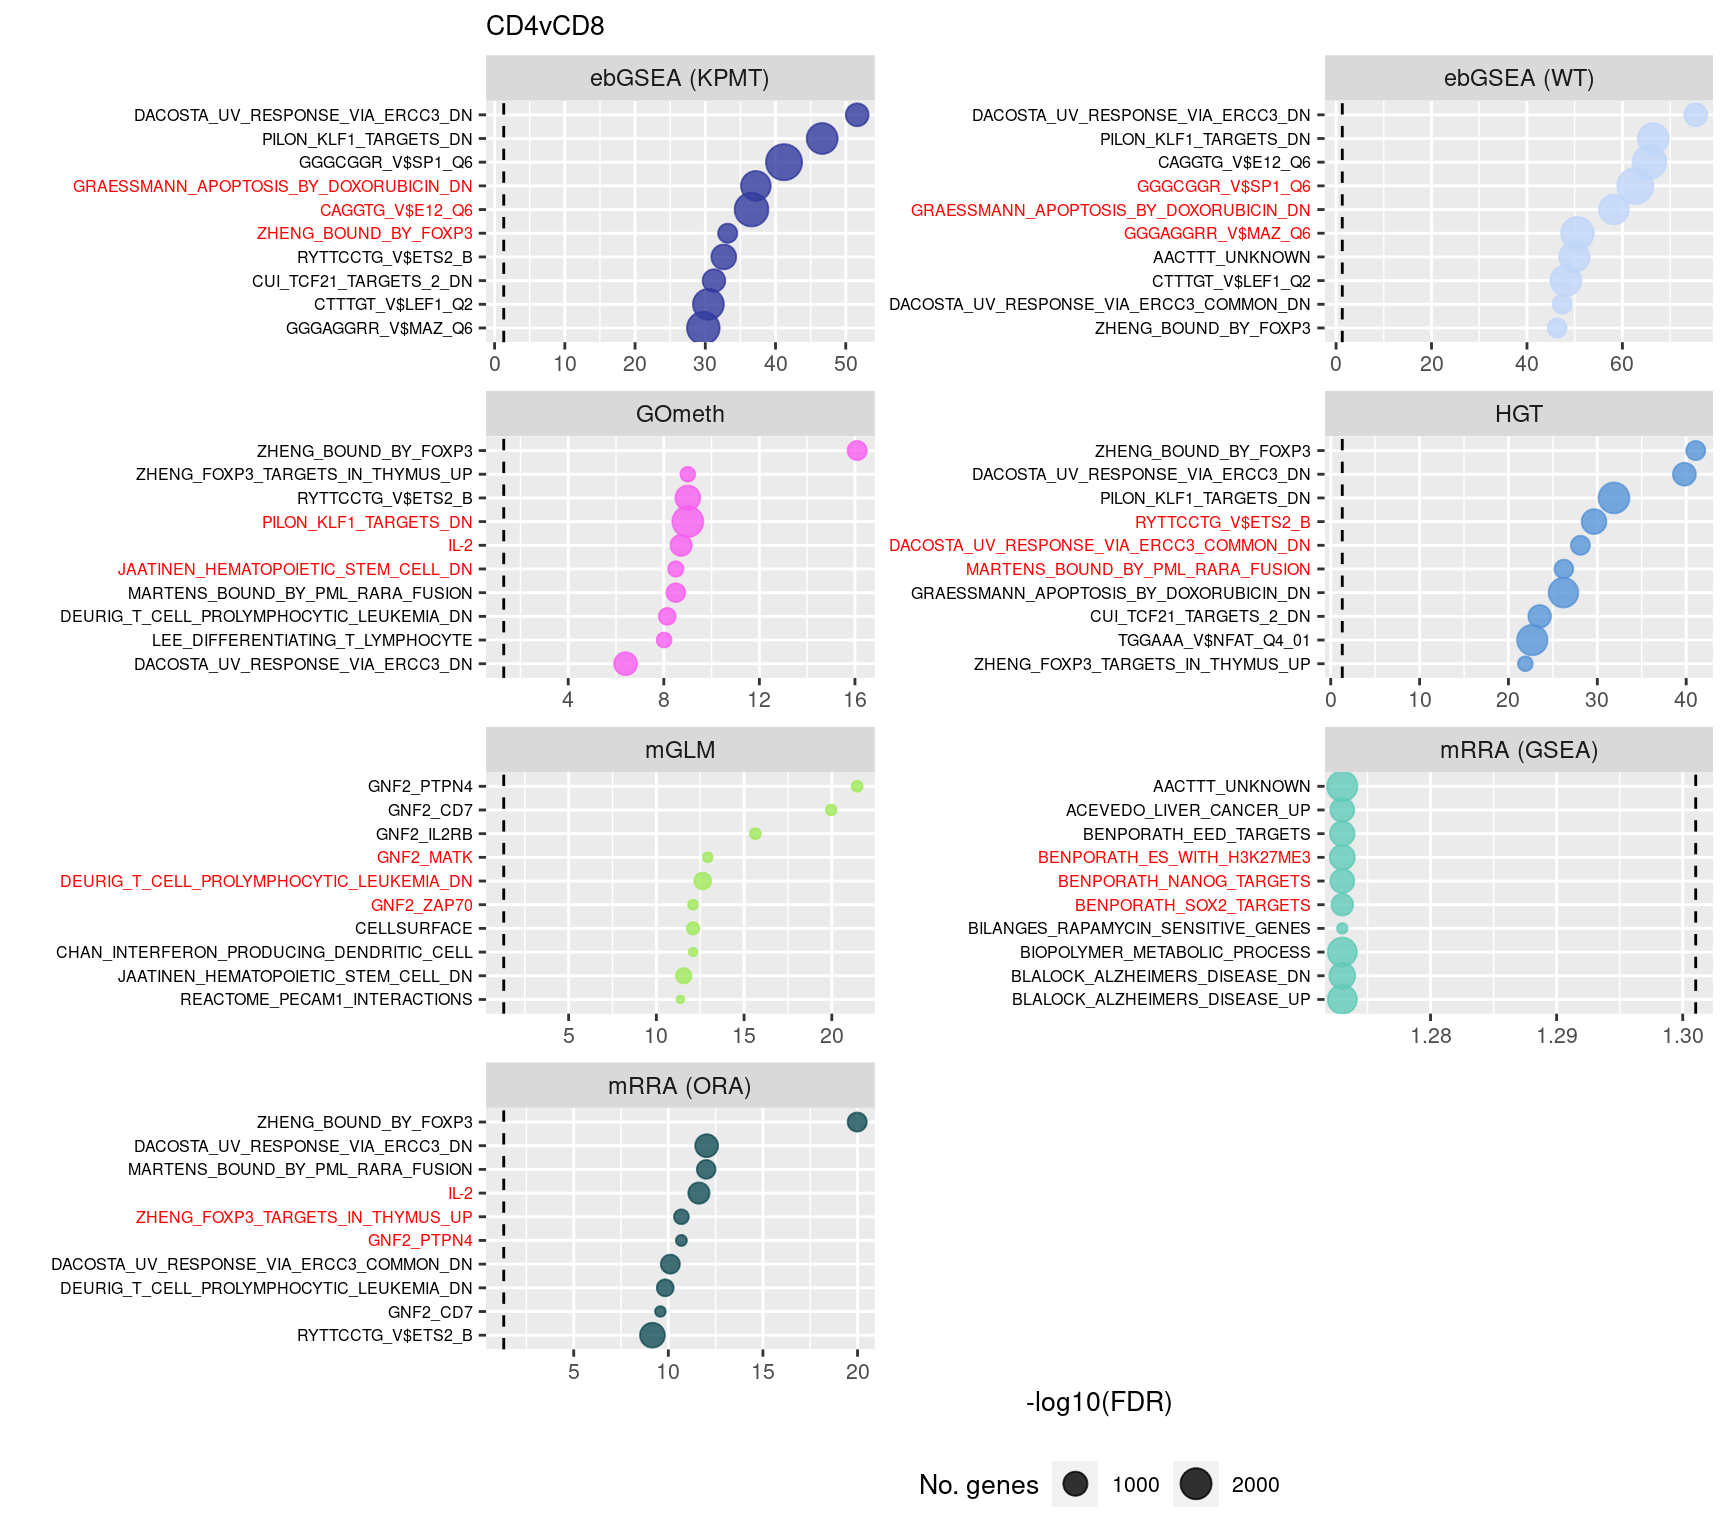 CD4vCD8
ebGSEA (KPMT)
DACOSTA_UV_RESPONSE_VIA_ERCC3_DN
PILON_KLF1_TARGETS_DN
GGGCGGR_V$SP1_Q6
GRAESSMANN_APOPTOSIS_BY_DOXORUBICIN_DN
CAGGTG_V$E12_Q6
ZHENG_BOUND_BY_FOXP3
RYTTCCTG_V$ETS2_B
CUI_TCF21_TARGETS_2_DN
CTTTGT_V$LEF1_Q2
GGGAGGRR_V$MAZ_Q6
0 10 20 30 40 50
ebGSEA (WT)
DACOSTA_UV_RESPONSE_VIA_ERCC3_DN
PILON_KLF1_TARGETS_DN
CAGGTG_V$E12_Q6
GGGCGGR_V$SP1_Q6
GRAESSMANN_APOPTOSIS_BY_DOXORUBICIN_DN
GGGAGGRR_V$MAZ_Q6
AACTTT_UNKNOWN
CTTTGT_V$LEF1_Q2
DACOSTA_UV_RESPONSE_VIA_ERCC3_COMMON_DN
ZHENG_BOUND_BY_FOXP3
0 20 40 60
GOmeth
ZHENG_BOUND_BY_FOXP3
ZHENG_FOXP3_TARGETS_IN_THYMUS_UP
RYTTCCTG_V$ETS2_B
PILON_KLF1_TARGETS_DN
IL-2
JAATINEN_HEMATOPOIETIC_STEM_CELL_DN
MARTENS_BOUND_BY_PML_RARA_FUSION
DEURIG_T_CELL_PROLYMPHOCYTIC_LEUKEMIA_DN
LEE_DIFFERENTIATING_T_LYMPHOCYTE
DACOSTA_UV_RESPONSE_VIA_ERCC3_DN
4 8 12 16
HGT
ZHENG_BOUND_BY_FOXP3
DACOSTA_UV_RESPONSE_VIA_ERCC3_DN
PILON_KLF1_TARGETS_DN
RYTTCCTG_V$ETS2_B
DACOSTA_UV_RESPONSE_VIA_ERCC3_COMMON_DN
MARTENS_BOUND_BY_PML_RARA_FUSION
GRAESSMANN_APOPTOSIS_BY_DOXORUBICIN_DN
CUI_TCF21_TARGETS_2_DN
TGGAAA_V$NFAT_Q4_01
ZHENG_FOXP3_TARGETS_IN_THYMUS_UP
0 10 20 30 40
mGLM
GNF2_PTPN4
GNF2_CD7
GNF2_IL2RB
GNF2_MATK
DEURIG_T_CELL_PROLYMPHOCYTIC_LEUKEMIA_DN
GNF2_ZAP70
CELLSURFACE
CHAN_INTERFERON_PRODUCING_DENDRITIC_CELL
JAATINEN_HEMATOPOIETIC_STEM_CELL_DN
REACTOME_PECAM1_INTERACTIONS
5 10 15 20
mRRA (GSEA)
AACTTT_UNKNOWN
ACEVEDO_LIVER_CANCER_UP
BENPORATH_EED_TARGETS
BENPORATH_ES_WITH_H3K27ME3
BENPORATH_NANOG_TARGETS
BENPORATH_SOX2_TARGETS
BILANGES_RAPAMYCIN_SENSITIVE_GENES
BIOPOLYMER_METABOLIC_PROCESS
BLALOCK_ALZHEIMERS_DISEASE_DN
BLALOCK_ALZHEIMERS_DISEASE_UP
1.28 1.29 1.30
mRRA (ORA)
ZHENG_BOUND_BY_FOXP3
DACOSTA_UV_RESPONSE_VIA_ERCC3_DN
MARTENS_BOUND_BY_PML_RARA_FUSION
IL-2
ZHENG_FOXP3_TARGETS_IN_THYMUS_UP
GNF2_PTPN4
DACOSTA_UV_RESPONSE_VIA_ERCC3_COMMON_DN
DEURIG_T_CELL_PROLYMPHOCYTIC_LEUKEMIA_DN
GNF2_CD7
RYTTCCTG_V$ETS2_B
5 10 15 20
-log10(FDR)
No. genes 1000 2000